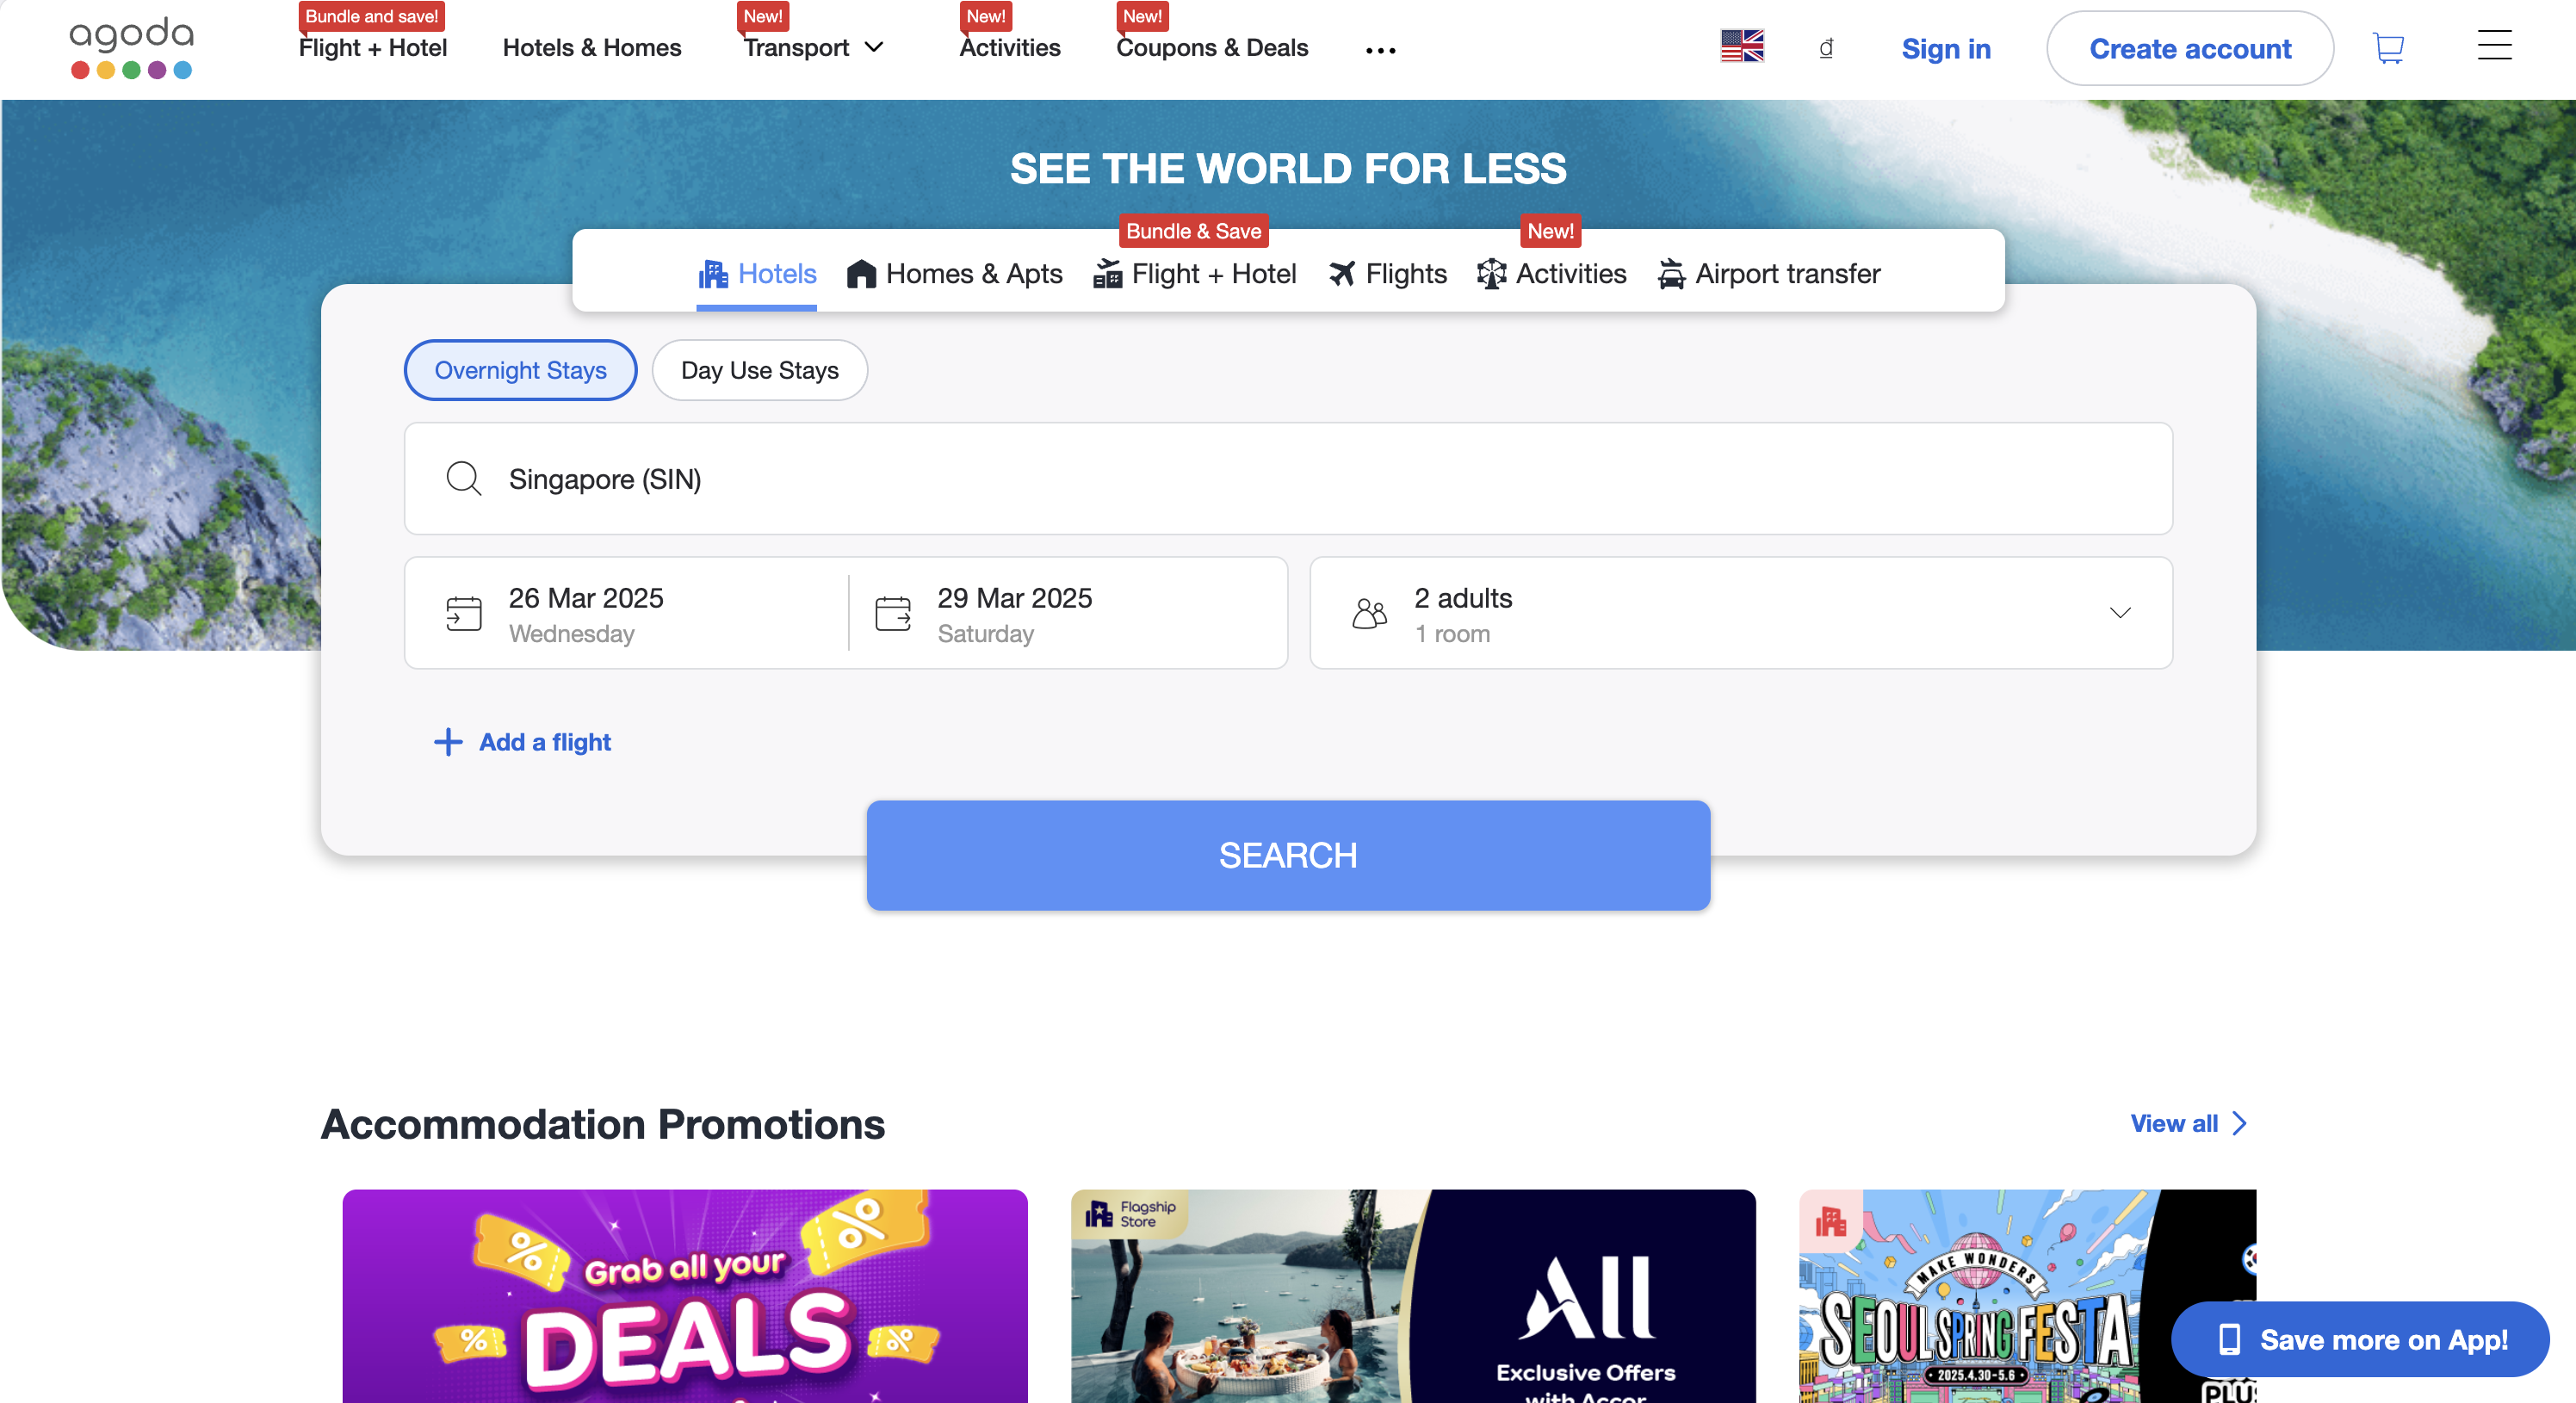 agoda
Bundle and save!
Flight + Hotel
Hotels & Homes
New!
Transport
New!
Activities
New!
Coupons & Deals
đ
Sign in
Create account
SEE THE WORLD FOR LESS
Bundle & Save
New!
Hotels
Homes & Apts
Flight + Hotel
Flights
Activities
Airport transfer
Overnight Stays
Day Use Stays
Singapore (SIN)
26 Mar 2025
Wednesday
29 Mar 2025
Saturday
2 adults
1 room
Add a flight
SEARCH
Accommodation Promotions
View all
Grab all your
DEALS
Flagship
Store
ALL
Exclusive Offers
with Accor
MAKE WONDERS
SEOUL SPRING FESTA
2025.4.30-5.6
Save more on App!